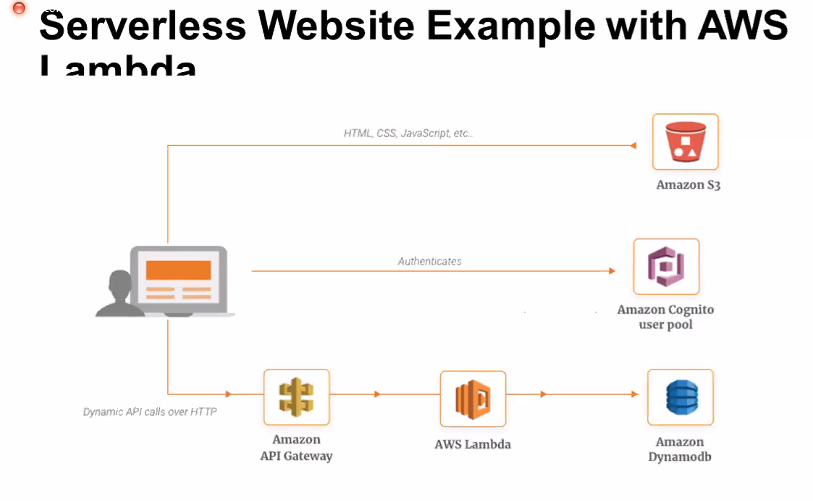 Serverless Website Example with AWS
Lambda
HTML, CSS, JavaScript, etc...
Amazon S3
Authenticates
Amazon Cognito
user pool
Dynamic API calls over HTTP
Amazon
API Gateway
AWS Lambda
Amazon
Dynamodb